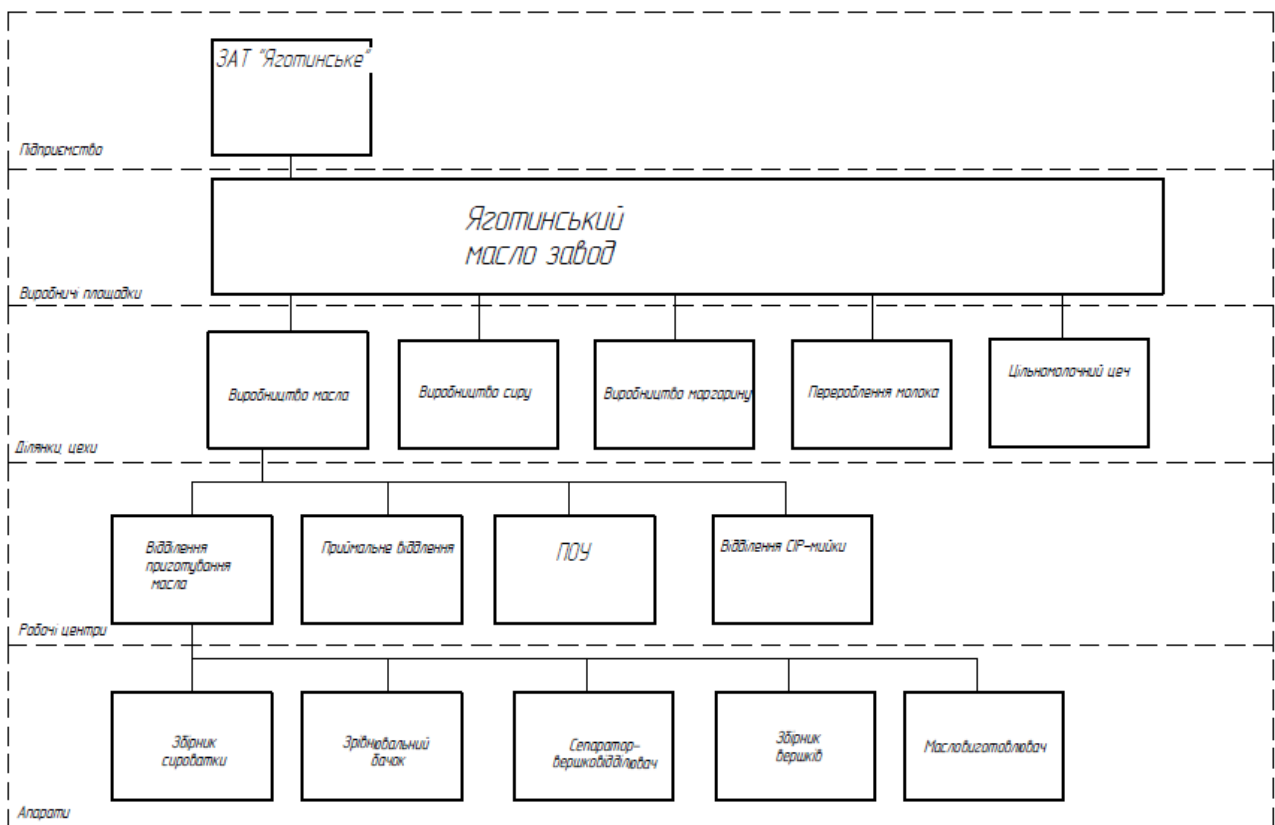 ЗАТ "Яготинське"
Підприємство
Яготинський
масло завод
Виробничі площадки
Виробництво масла
Виробництво сиру
Виробництво маргарину
Перероблення молока
Цільномолочний цеч
Ділянки, цехи
Відділення
приготування
масла
Приймальне віддлення
ПОУ
Відділення СІР-мийки
Робочі центри
Збірник
сироватки
Зрівнювальний
бачок
Сепаратор-
вершковідділювач
Збірник
вершків
Масловиготовлювач
Апарати